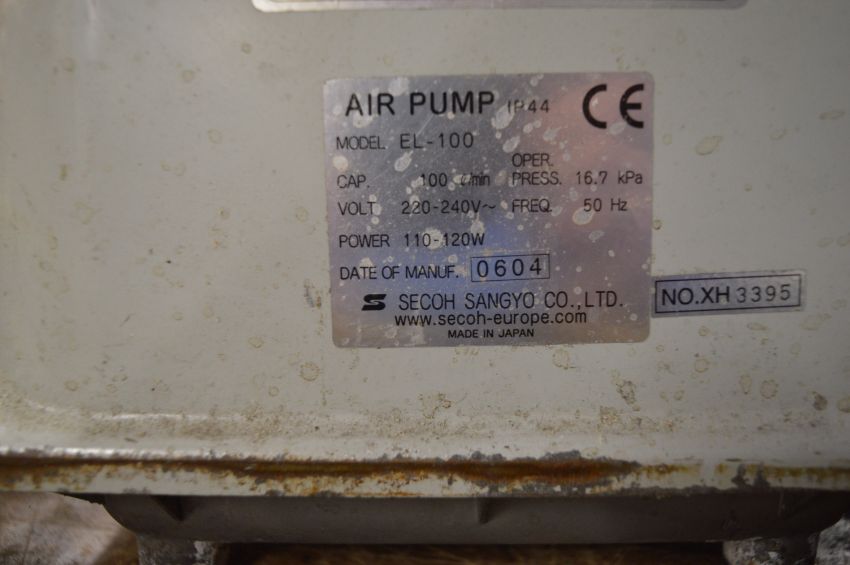 AIR PUMP IP44 CE
MODEL EL-100
CAP. 100 ℓ/min OPER. PRESS. 16.7 kPa
VOLT 220-240V~ FREQ. 50 Hz
POWER 110-120W
DATE OF MANUF. 0604
S SECOH SANGYO CO.,LTD.
www.secoh-europe.com
MADE IN JAPAN
NO.XH 3395